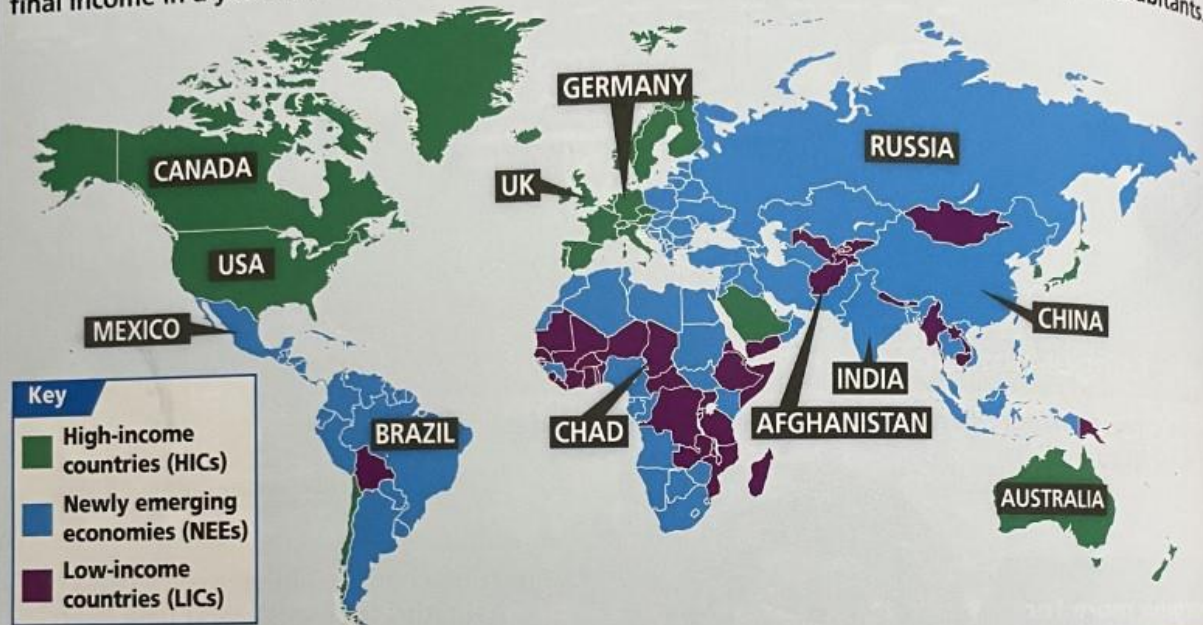 final income in a
CANADA
GERMANY
UK
RUSSIA
USA
MEXICO
CHINA
INDIA
BRAZIL
CHAD
AFGHANISTAN
AUSTRALIA
Key
High-income
countries (HICs)
Newly emerging
economies (NEEs)
Low-income
countries (LICs)